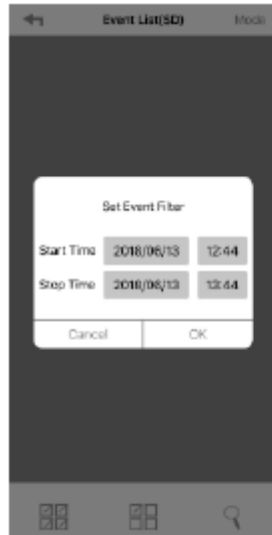 Event List(SD) Mode
Set Event Filter
Start Time 2018/06/13 12:44
Stop Time 2018/06/13 13:44
Cancel OK